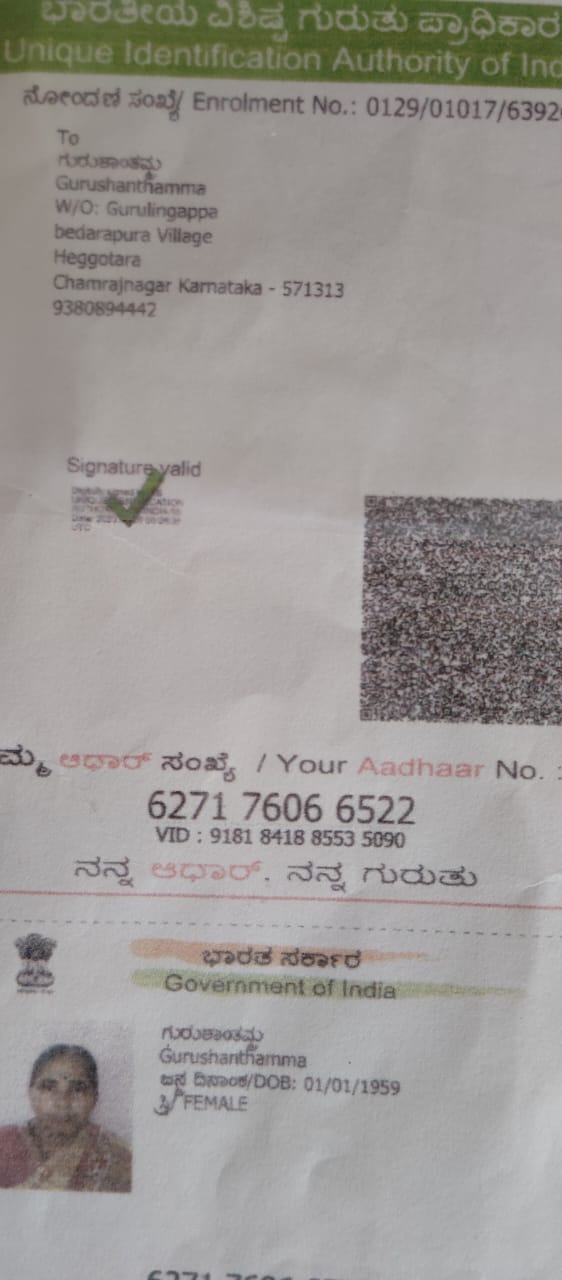 ಭಾರತೀಯ ವಿಶಿಷ್ಟ ಗುರುತು ಪ್ರಾಧಿಕಾರ
Unique Identification Authority of Ind
ನೋಂದಣಿ ಸಂಖ್ಯೆ/ Enrolment No.: 0129/01017/6392
To
ಗುರುಶಾಂತಮ್ಮ
Gurushanthamma
W/O: Gurulingappa
bedarapura Village
Heggotara
Chamrajnagar Karnataka - 571313
9380894442
Signature valid
ಮ್ಮ ಆಧಾರ್ ಸಂಖ್ಯೆ / Your Aadhaar No. :
6271 7606 6522
VID : 9181 8418 8553 5090
ನನ್ನ ಆಧಾರ್, ನನ್ನ ಗುರುತು
ಭಾರತ ಸರ್ಕಾರ
Government of India
ಗುರುಶಾಂತಮ್ಮ
Gurushanthamma
ಜನ್ಮ ದಿನಾಂಕ/DOB: 01/01/1959
ಸ್ತ್ರೀ/FEMALE